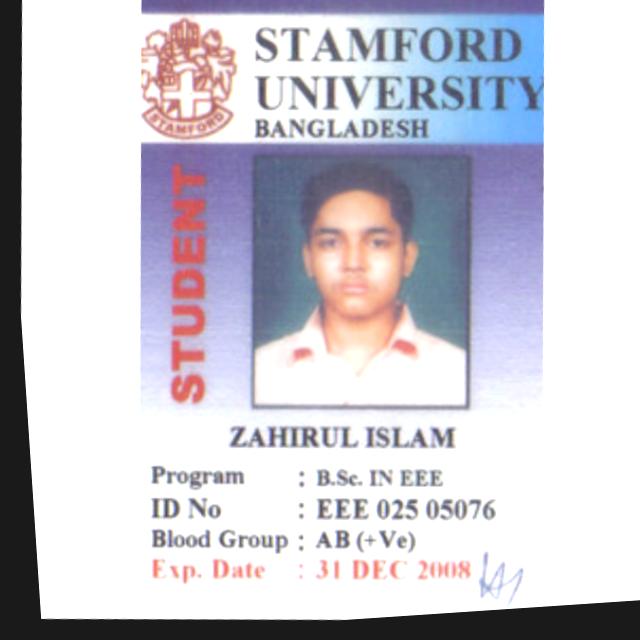 STAMFORD
UNIVERSITY
BANGLADESH
STAMFORD
STUDENT
ZAHIRUL ISLAM
Program : B.Sc. IN EEE
ID No : EEE 025 05076
Blood Group : AB (+Ve)
Exp. Date : 31 DEC 2008